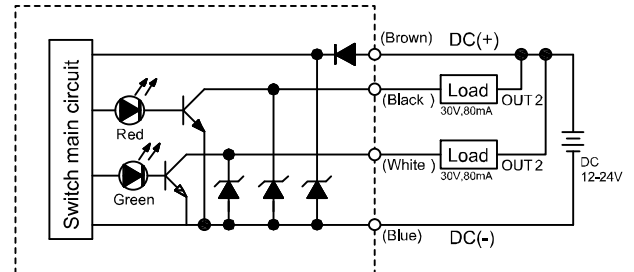 Switch main circuit
(Brown) DC(+)
(Black ) Load OUT 2
30V,80mA
Red
(White) Load OUT 2
30V,80mA
Green
DC
12-24V
(Blue) DC(-)